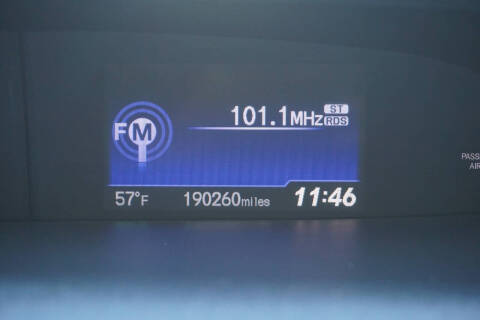 101.1MHz ST
RDS
FM
PASS
AIR
57°F 190260miles 11:46